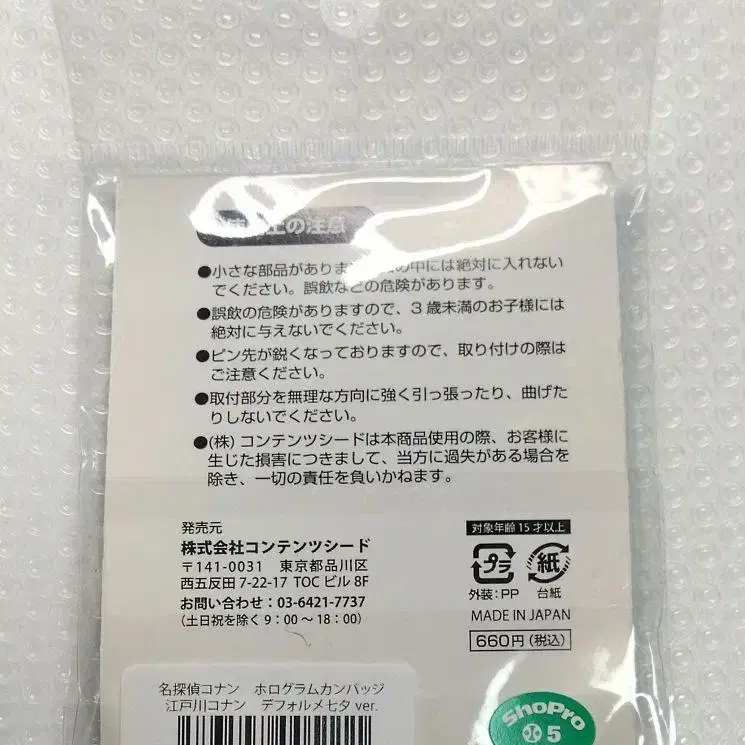 上の注意
●小さな部品がありま の中には絶対に入れない
でください。誤飲などの危険があります。
●誤飲の危険がありますので、3歳未満のお子様には
絶対に与えないでください。
●ピン先が鋭くなっておりますので、取り付けの際は
ご注意ください。
●取付部分を無理な方向に強く引っ張ったり、曲げた
りしないでください。
●(株)コンテンツシードは本商品使用の際、お客様に
生じた損害につきまして、当方に過失がある場合を
除き、一切の責任を負いかねます。
発売元
株式会社コンテンツシード
〒141-0031 東京都品川区
西五反田7-22-17 TOCビル8F
お問い合わせ:03-6421-7737
(土日祝を除く9:00〜18:00)
対象年齢15才以上
プラ 紙
外装:PP 台紙
MADE IN JAPAN
660円(税込)
名探偵コナン ホログラムカンバッジ
江戸川コナン デフォルメ七夕 ver.
ShoPro
5